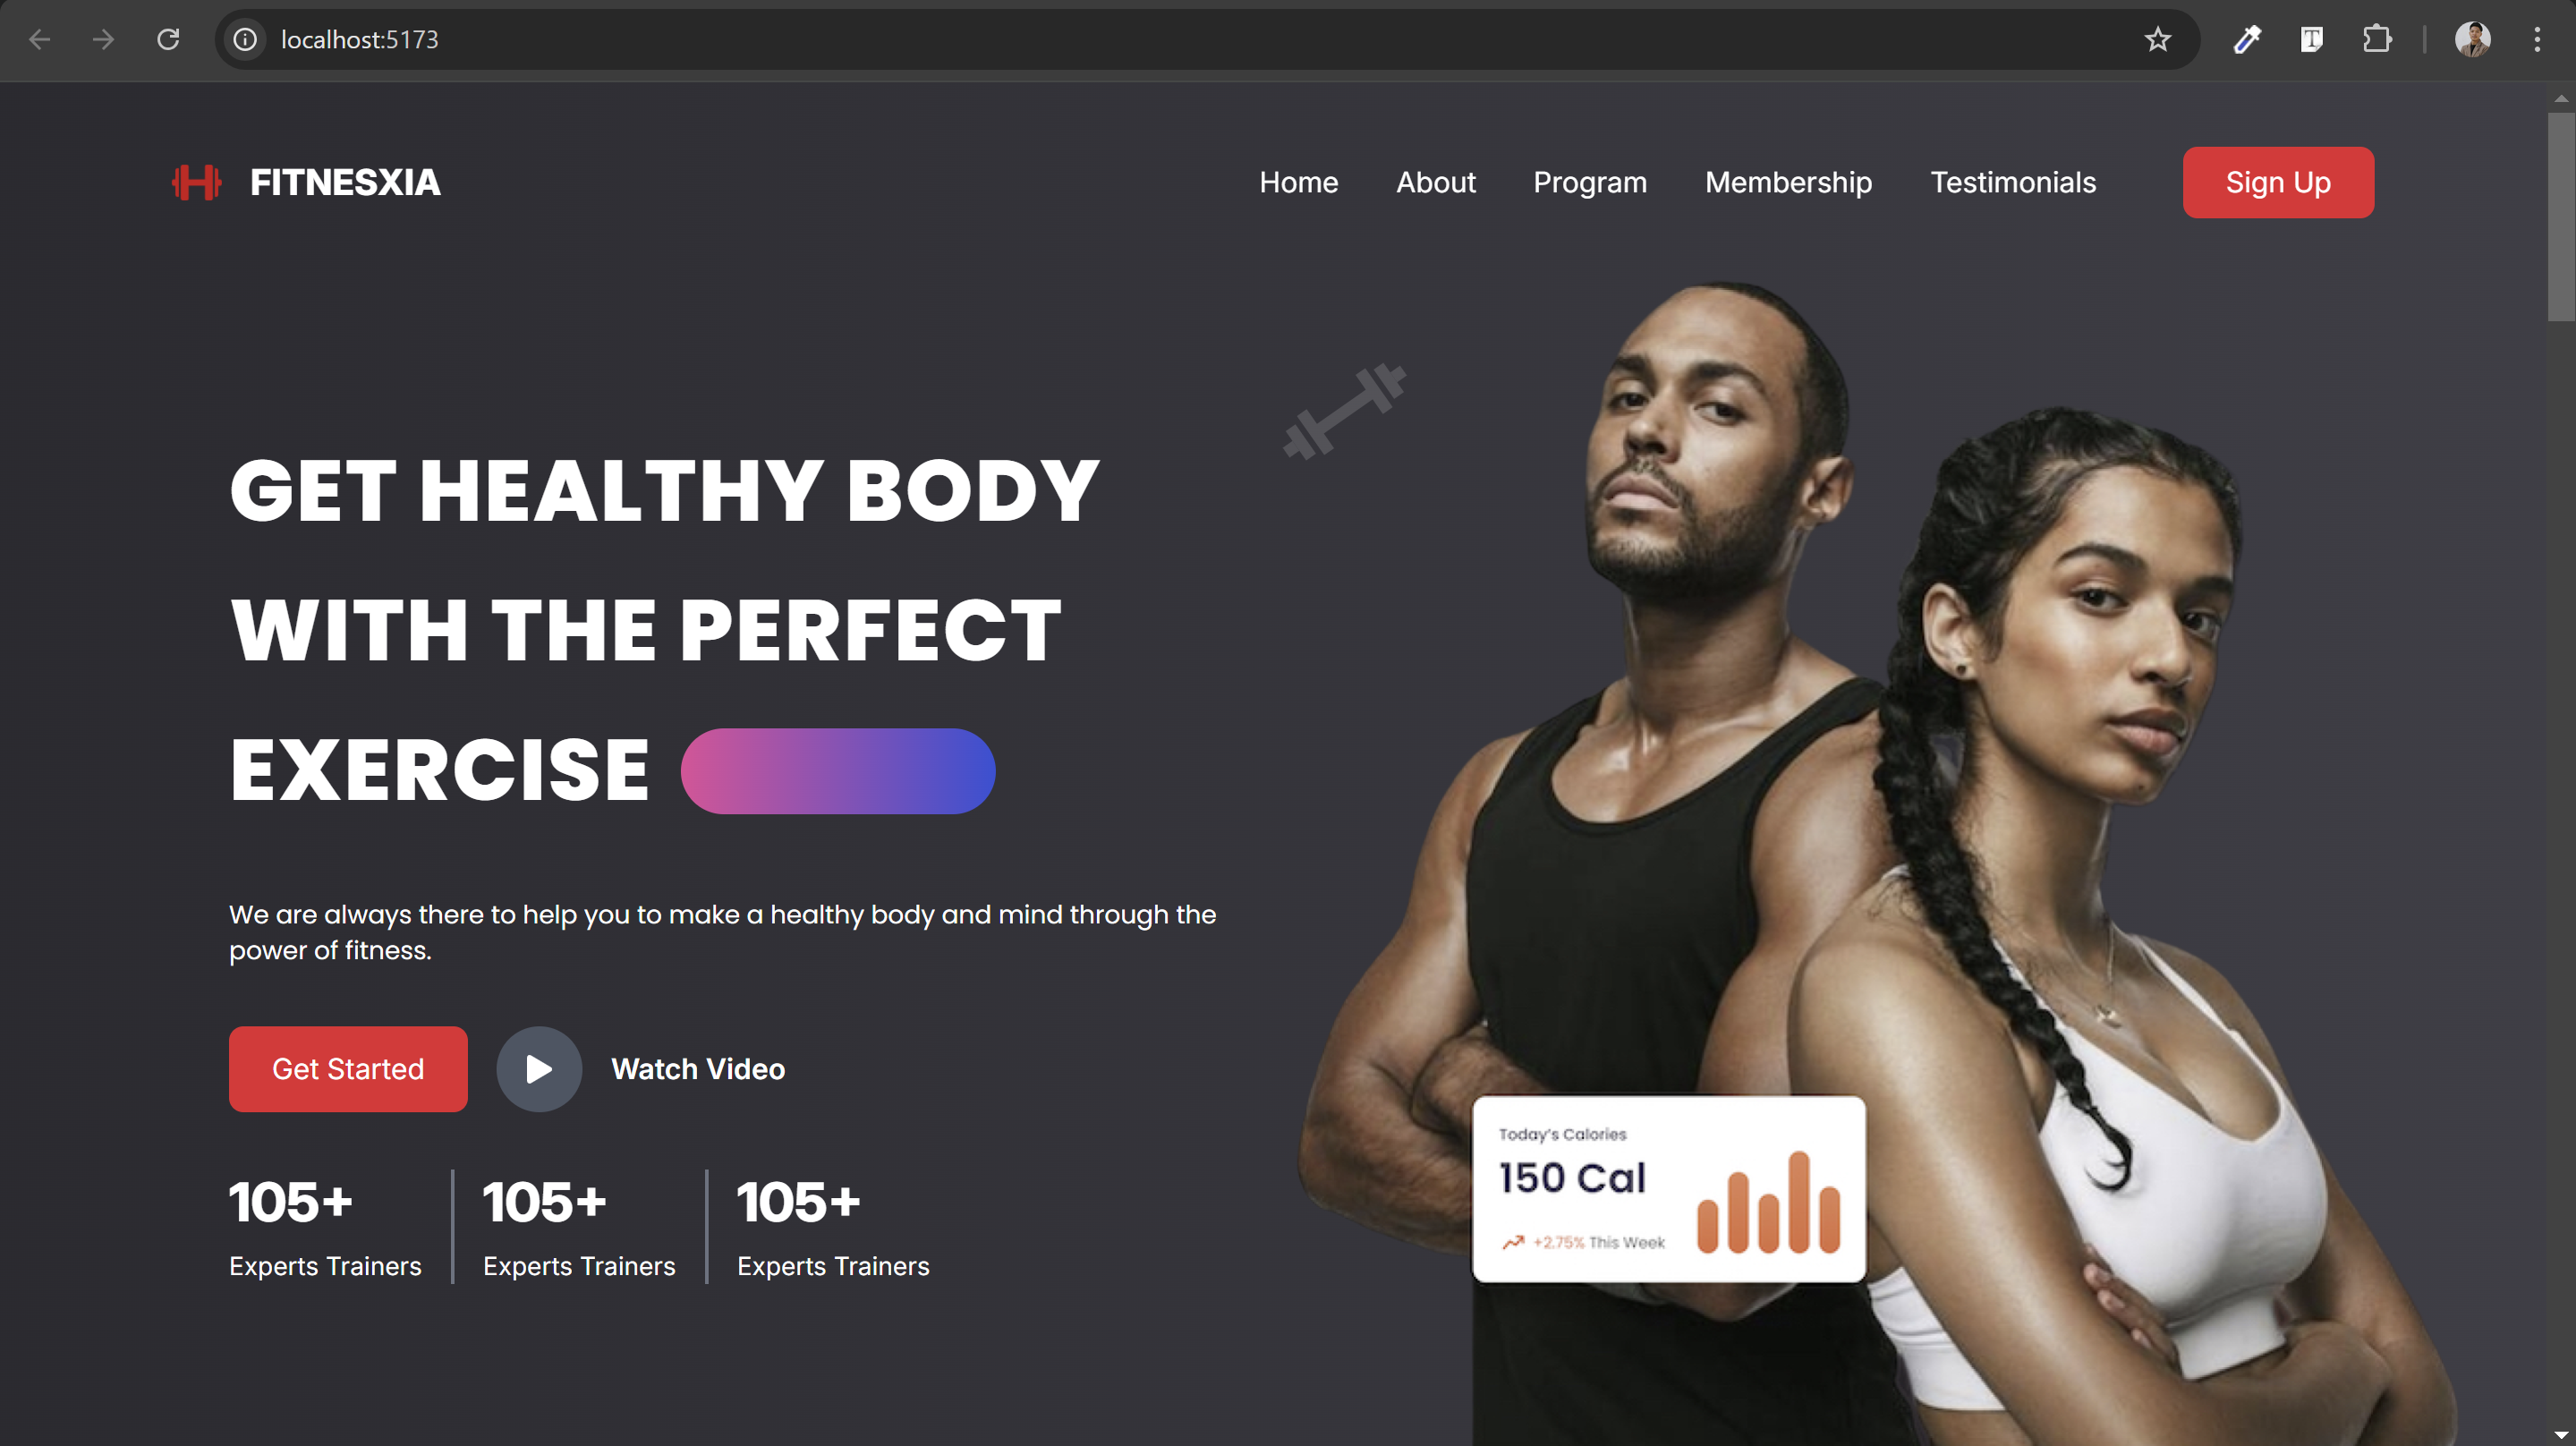 localhost:5173
FITNESXIA
Home About Program Membership Testimonials Sign Up
GET HEALTHY BODY
WITH THE PERFECT
EXERCISE
We are always there to help you to make a healthy body and mind through the
power of fitness.
Get Started Watch Video
105+ 105+ 105+
Experts Trainers Experts Trainers Experts Trainers
Today's Calories
150 Cal
+2.75% This Week